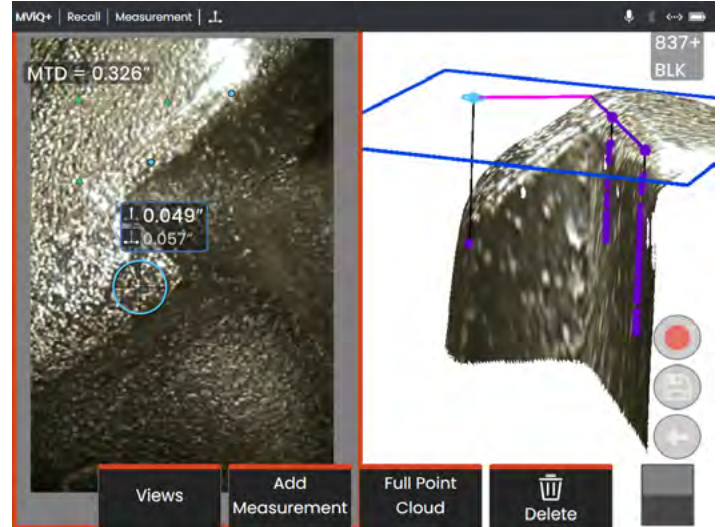 MViQ+ | Recall | Measurement |
837+
BLK
MTD = 0.326"
0.049"
0.057"
Views
Add
Measurement
Full Point
Cloud
Delete